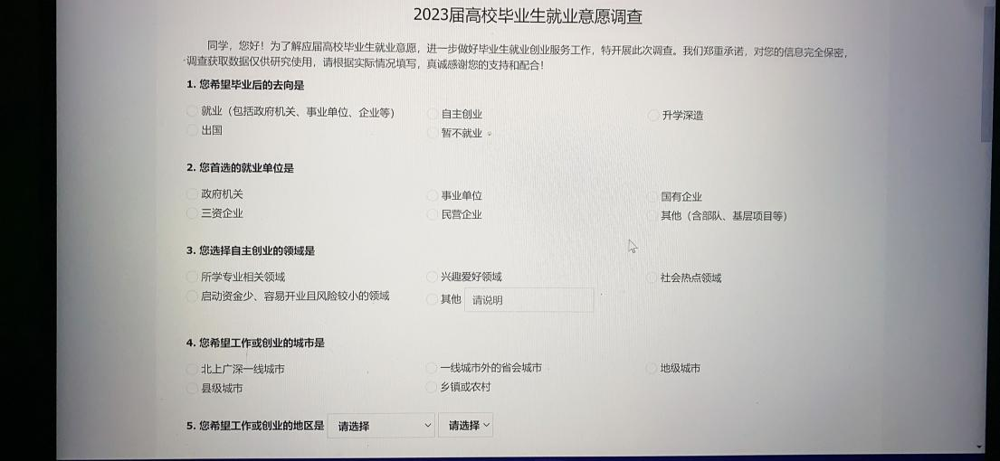 2023届高校毕业生就业意愿调查
同学，您好！为了解应届高校毕业生就业意愿，进一步做好毕业生就业创业服务工作，特开展此次调查。我们郑重承诺，对您的信息完全保密，
调查获取数据仅供研究使用，请根据实际情况填写，真诚感谢您的支持和配合！
1. 您希望毕业后的去向是
就业（包括政府机关、事业单位、企业等） 自主创业 升学深造
出国 暂不就业 。
2. 您首选的就业单位是
政府机关 事业单位 国有企业
三资企业 民营企业 其他（含部队、基层项目等）
3. 您选择自主创业的领域是
所学专业相关领域 兴趣爱好领域 社会热点领域
启动资金少、容易开业且风险较小的领域 其他 请说明
4. 您希望工作或创业的城市是
北上广深一线城市 一线城市外的省会城市 地级城市
县级城市 乡镇或农村
5. 您希望工作或创业的地区是 请选择 请选择